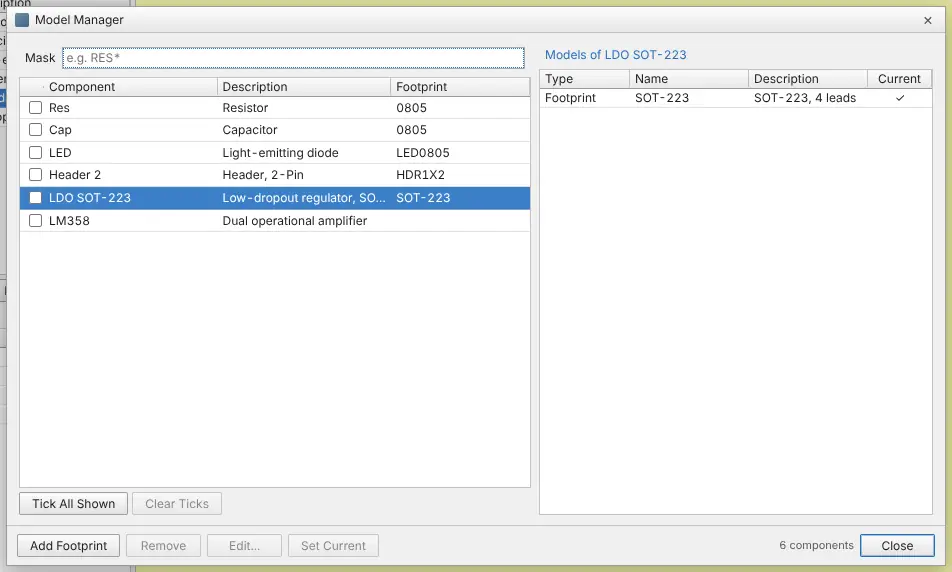 Model Manager
Mask e.g. RES*
Component Description Footprint
Res Resistor 0805
Cap Capacitor 0805
LED Light-emitting diode LED0805
Header 2 Header, 2-Pin HDR1X2
LDO SOT-223 Low-dropout regulator, SO... SOT-223
LM358 Dual operational amplifier
Tick All Shown Clear Ticks
Models of LDO SOT-223
Type Name Description Current
Footprint SOT-223 SOT-223, 4 leads ✓
Add Footprint Remove Edit... Set Current 6 components Close